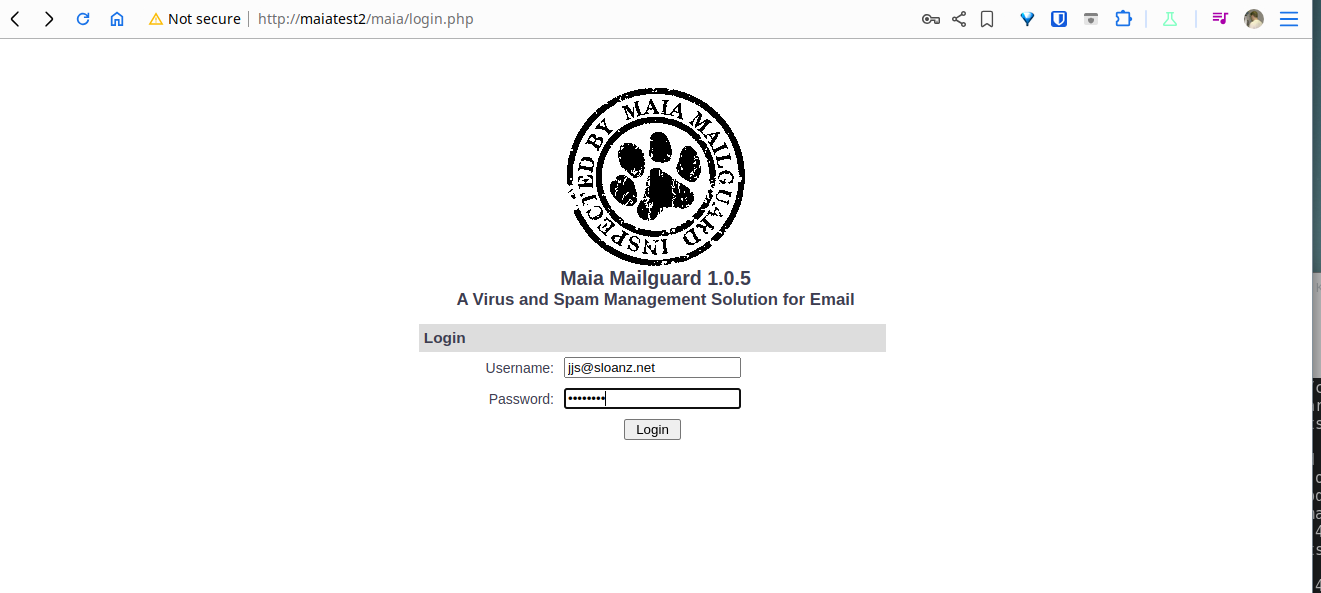 Not secure http://maiatest2/maia/login.php
INSPECTED BY MAIA MAILGUARD
Maia Mailguard 1.0.5
A Virus and Spam Management Solution for Email
Login
Username: jjs@sloanz.net
Password: ••••••••
Login